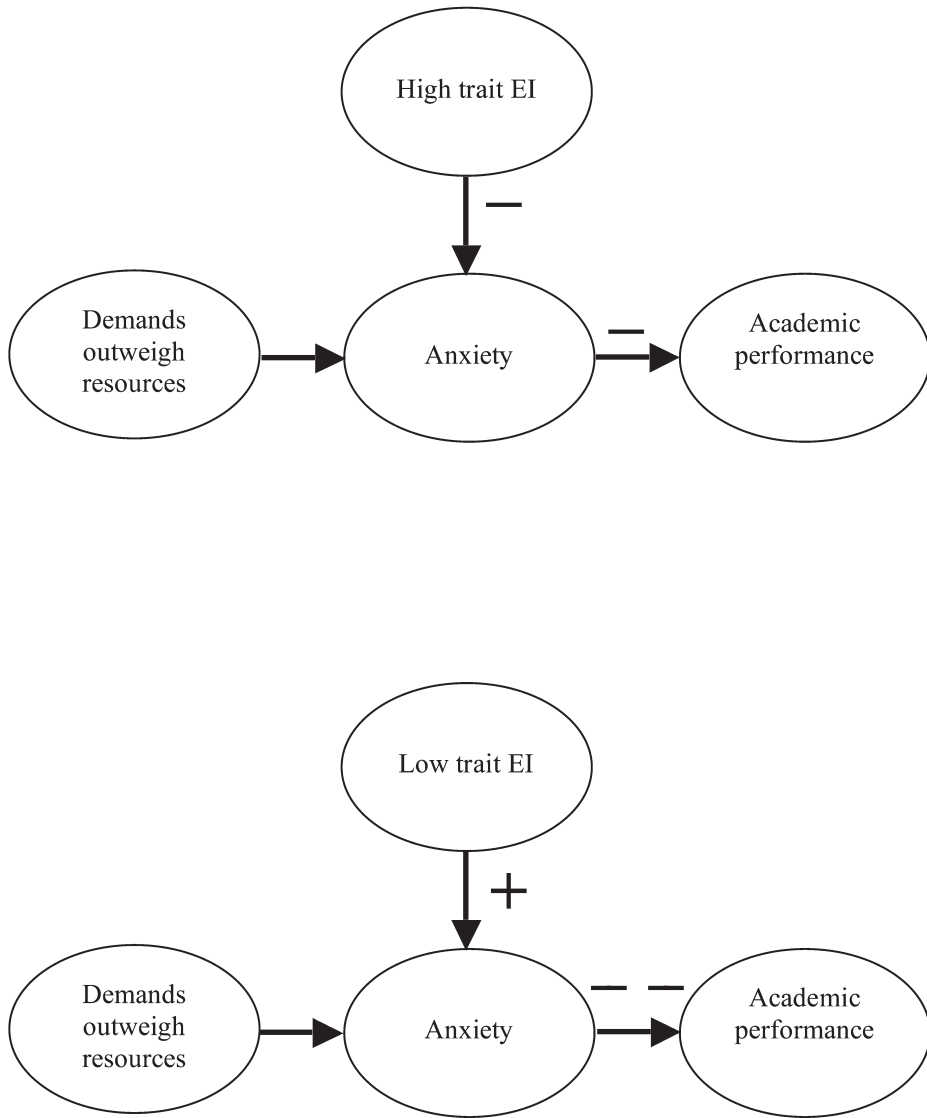 High trait EI
−
Demands
outweigh
resources
Anxiety
−
Academic
performance
Low trait EI
+
Demands
outweigh
resources
Anxiety
− −
Academic
performance